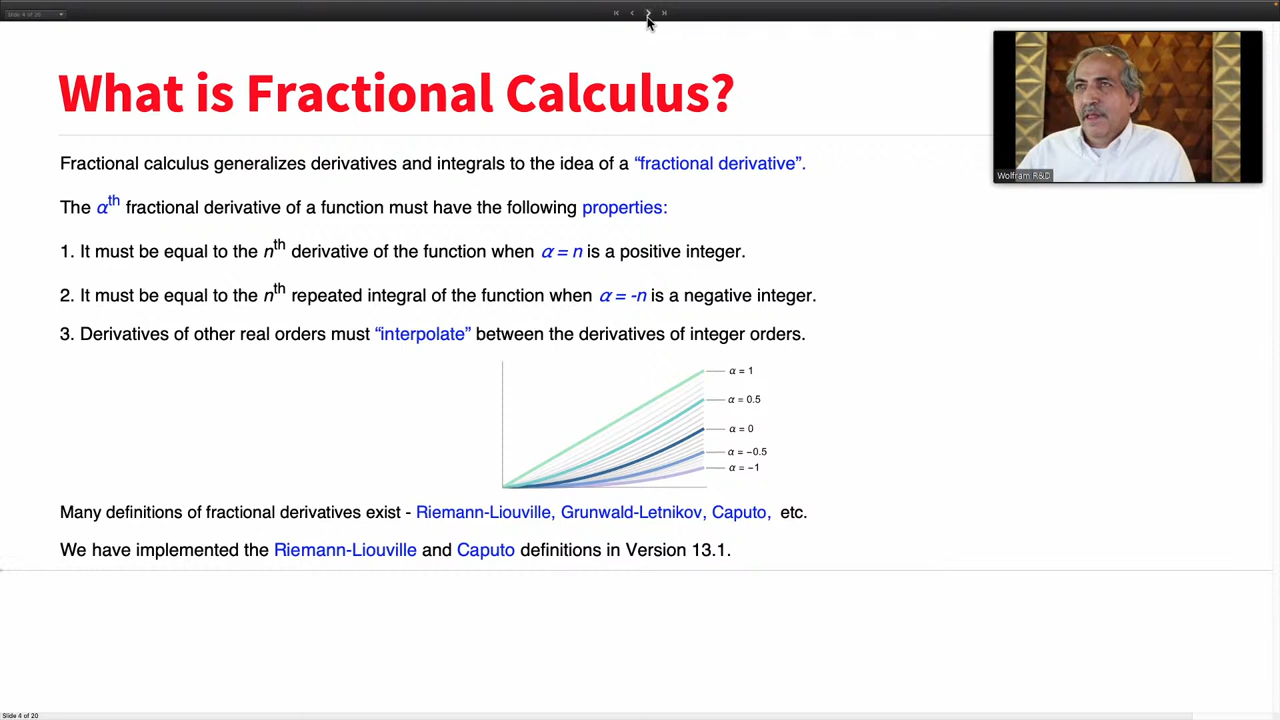 Slide 4 of 20
What is Fractional Calculus?
Wolfram R&D
Fractional calculus generalizes derivatives and integrals to the idea of a “fractional derivative”.
The αth fractional derivative of a function must have the following properties:
1. It must be equal to the nth derivative of the function when α = n is a positive integer.
2. It must be equal to the nth repeated integral of the function when α = -n is a negative integer.
3. Derivatives of other real orders must “interpolate” between the derivatives of integer orders.
α = 1
α = 0.5
α = 0
α = −0.5
α = −1
Many definitions of fractional derivatives exist - Riemann-Liouville, Grunwald-Letnikov, Caputo, etc.
We have implemented the Riemann-Liouville and Caputo definitions in Version 13.1.
Slide 4 of 20